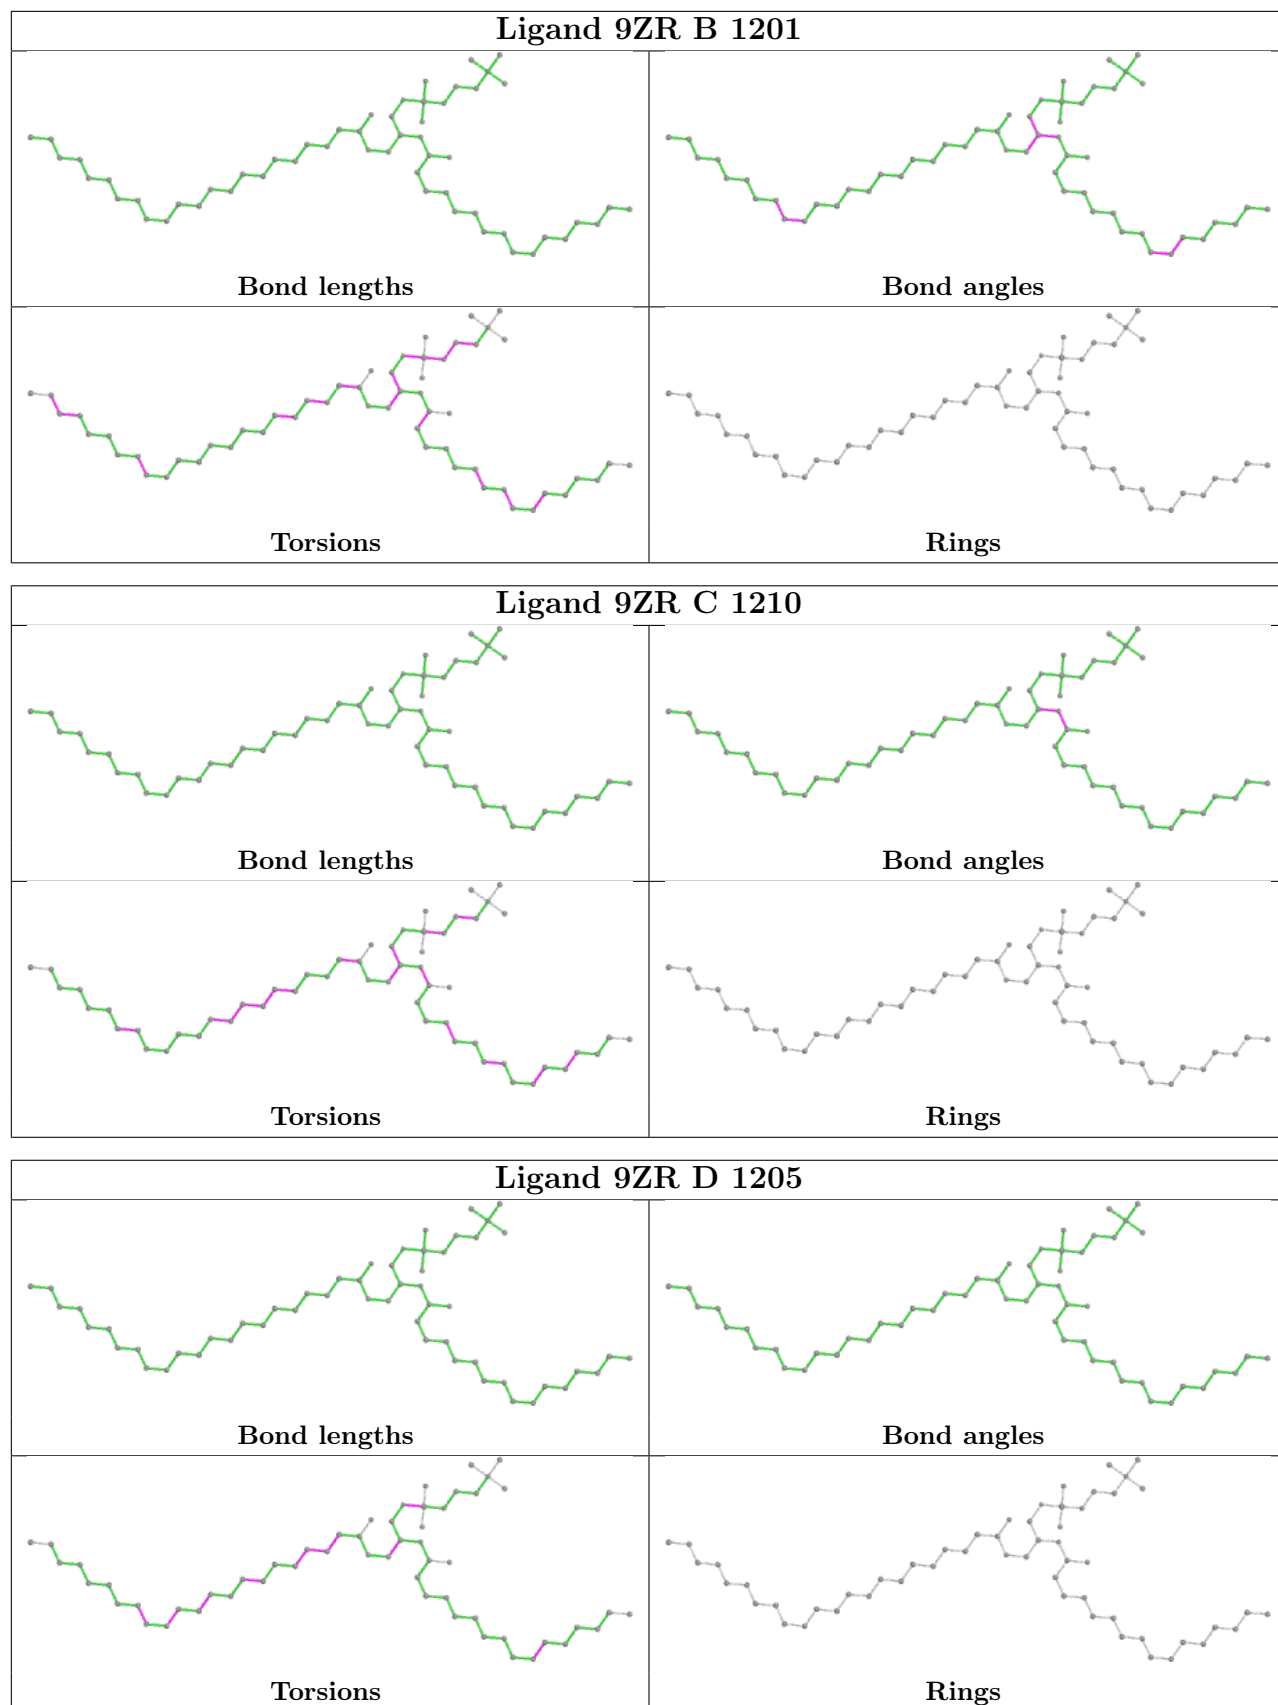 Ligand 9ZR B 1201
Bond lengths
Bond angles
Torsions
Rings
Ligand 9ZR C 1210
Bond lengths
Bond angles
Torsions
Rings
Ligand 9ZR D 1205
Bond lengths
Bond angles
Torsions
Rings